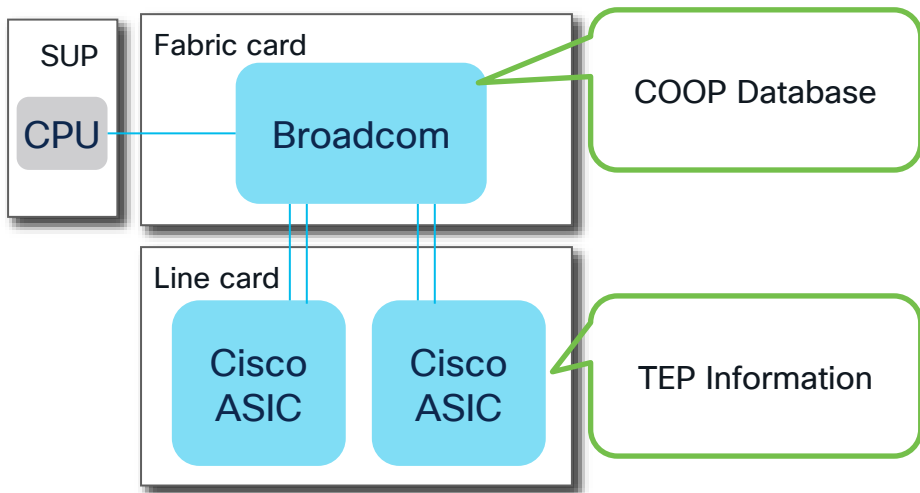 SUP
CPU
Fabric card
Broadcom
COOP Database
Line card
Cisco
ASIC
Cisco
ASIC
TEP Information